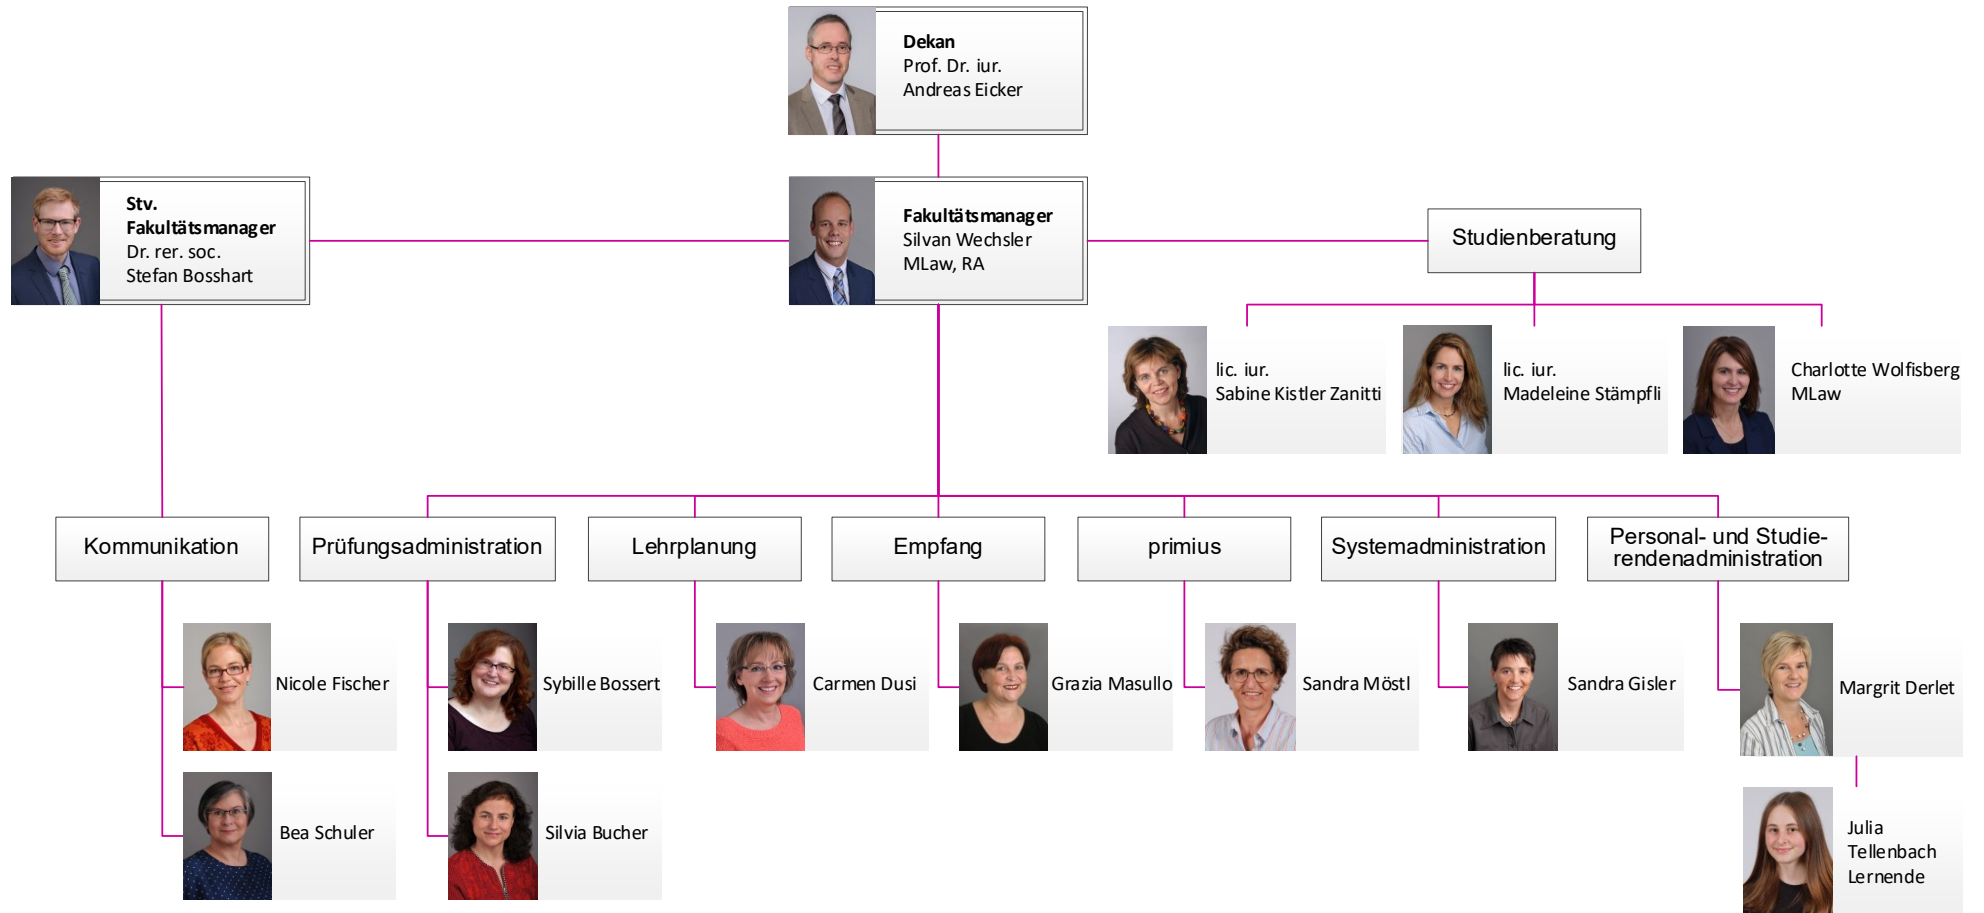 Dekan
Prof. Dr. iur.
Andreas Eicker
Stv.
Fakultätsmanager
Dr. rer. soc.
Stefan Bosshart
Fakultätsmanager
Silvan Wechsler
MLaw, RA
Studienberatung
lic. iur.
Sabine Kistler Zanitti
lic. iur.
Madeleine Stämpfli
Charlotte Wolfisberg
MLaw
Kommunikation
Prüfungsadministration
Lehrplanung
Empfang
primius
Systemadministration
Personal- und Studie-
rendenadministration
Nicole Fischer
Sybille Bossert
Carmen Dusi
Grazia Masullo
Sandra Möstl
Sandra Gisler
Margrit Derlet
Bea Schuler
Silvia Bucher
Julia
Tellenbach
Lernende